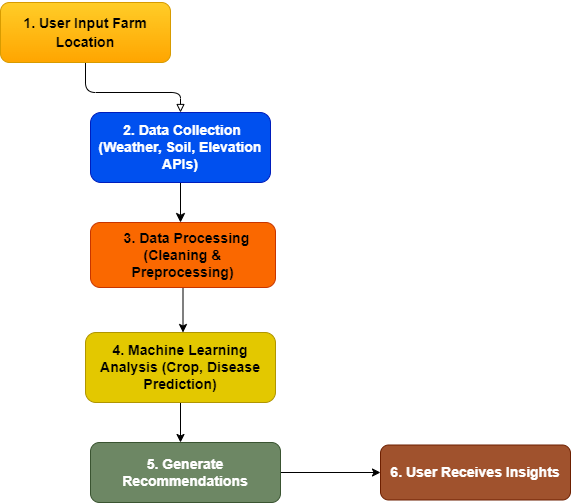 1. User Input Farm
Location
2. Data Collection
(Weather, Soil, Elevation
APIs)
3. Data Processing
(Cleaning &
Preprocessing)
4. Machine Learning
Analysis (Crop, Disease
Prediction)
5. Generate
Recommendations
6. User Receives Insights